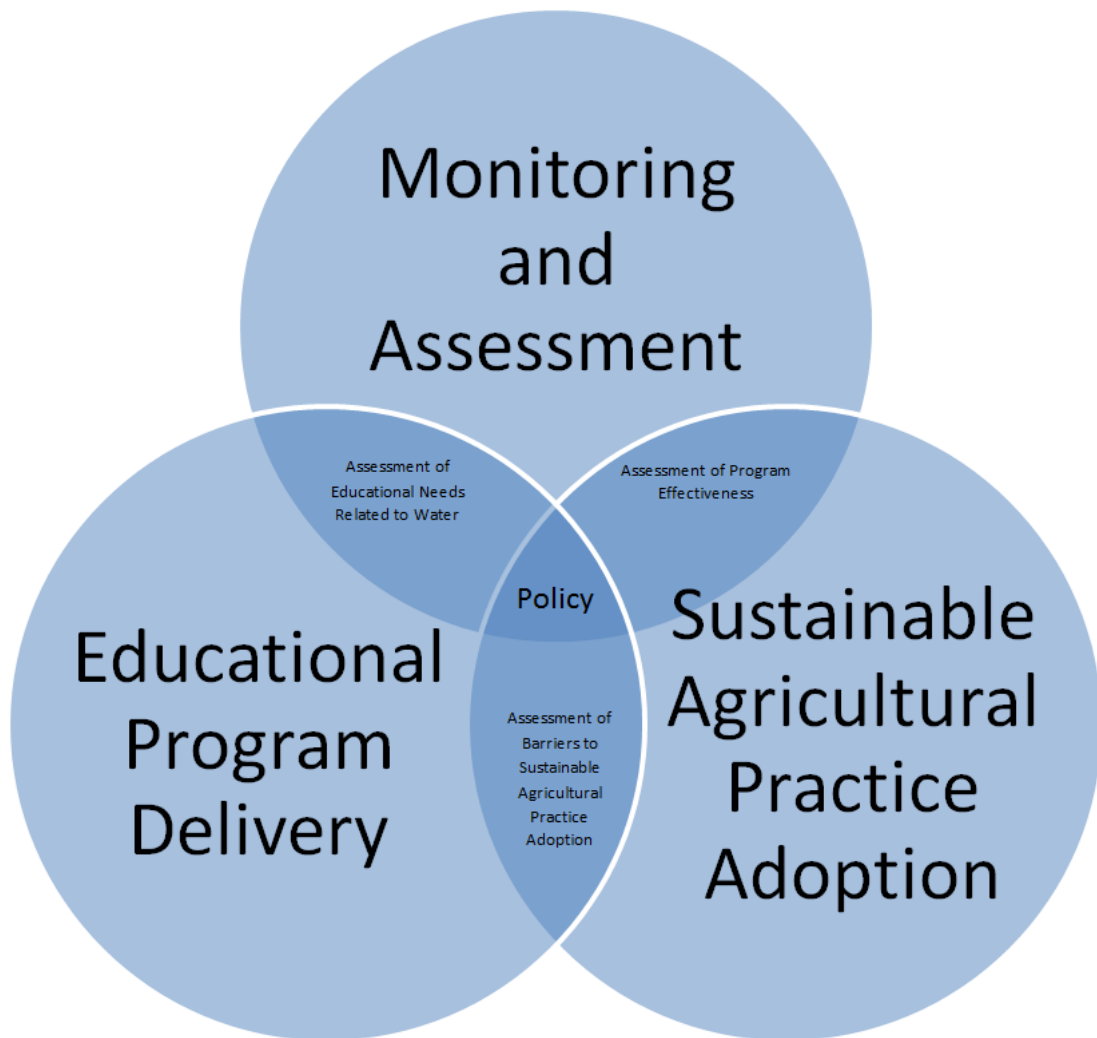 Monitoring
and
Assessment
Assessment of
Educational Needs
Related to Water
Assessment of Program
Effectiveness
Policy
Educational
Program
Delivery
Sustainable
Agricultural
Practice
Adoption
Assessment of
Barriers to
Sustainable
Agricultural
Practice
Adoption